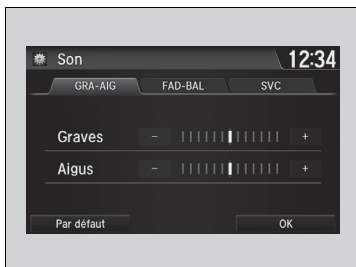 Son 12:34
GRA-AIG FAD-BAL SVC
Graves - +
Aigus - +
Par défaut OK